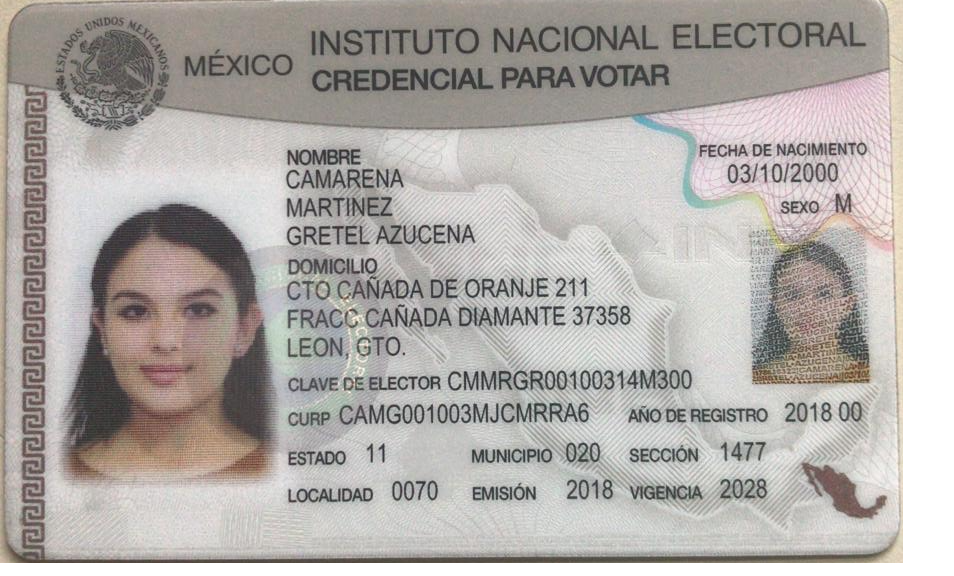 ESTADOS UNIDOS MEXICANOS
MÉXICO INSTITUTO NACIONAL ELECTORAL
CREDENCIAL PARA VOTAR
NOMBRE
CAMARENA
MARTINEZ
GRETEL AZUCENA
FECHA DE NACIMIENTO
03/10/2000
SEXO M
DOMICILIO
CTO CAÑADA DE ORANJE 211
FRACC CAÑADA DIAMANTE 37358
LEON, GTO.
CLAVE DE ELECTOR CMMRGR00100314M300
CURP CAMG001003MJCMRRA6 AÑO DE REGISTRO 2018 00
ESTADO 11 MUNICIPIO 020 SECCIÓN 1477
LOCALIDAD 0070 EMISIÓN 2018 VIGENCIA 2028